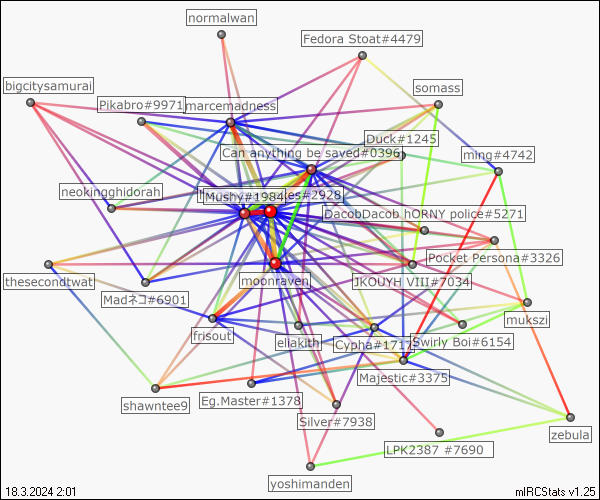 normalwan
Fedora Stoat#4479
bigcitysamurai
somass
Pikabro#9971
marcemadness
Duck#1245
Can anything be saved#0396
ming#4742
neokingghidorah
Mushy#1984
#2928
DacobDacob hORNY police#5271
Pocket Persona#3326
thesecondtwat
moonraven
JKOUYH VIII#7034
Madネコ#6901
mukszi
frisout
eliakith
Cypha#1717
Swirly Boi#6154
Majestic#3375
shawntee9
Eg.Master#1378
Silver#7938
zebula
LPK2387 #7690
yoshimanden
18.3.2024 2:01
mIRCStats v1.25